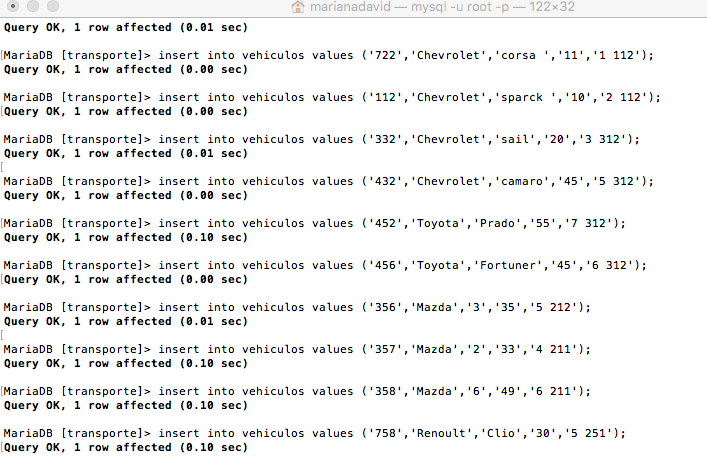 marianadavid — mysql -u root -p — 122×32
Query OK, 1 row affected (0.01 sec)
MariaDB [transporte]> insert into vehiculos values ('722','Chevrolet','corsa ','11','1 112');
Query OK, 1 row affected (0.00 sec)
MariaDB [transporte]> insert into vehiculos values ('112','Chevrolet','sparck ','10','2 112');
Query OK, 1 row affected (0.00 sec)
MariaDB [transporte]> insert into vehiculos values ('332','Chevrolet','sail','20','3 312');
Query OK, 1 row affected (0.01 sec)
MariaDB [transporte]> insert into vehiculos values ('432','Chevrolet','camaro','45','5 312');
Query OK, 1 row affected (0.00 sec)
MariaDB [transporte]> insert into vehiculos values ('452','Toyota','Prado','55','7 312');
Query OK, 1 row affected (0.10 sec)
MariaDB [transporte]> insert into vehiculos values ('456','Toyota','Fortuner','45','6 312');
Query OK, 1 row affected (0.00 sec)
MariaDB [transporte]> insert into vehiculos values ('356','Mazda','3','35','5 212');
Query OK, 1 row affected (0.01 sec)
MariaDB [transporte]> insert into vehiculos values ('357','Mazda','2','33','4 211');
Query OK, 1 row affected (0.10 sec)
MariaDB [transporte]> insert into vehiculos values ('358','Mazda','6','49','6 211');
Query OK, 1 row affected (0.10 sec)
MariaDB [transporte]> insert into vehiculos values ('758','Renoult','Clio','30','5 251');
Query OK, 1 row affected (0.10 sec)